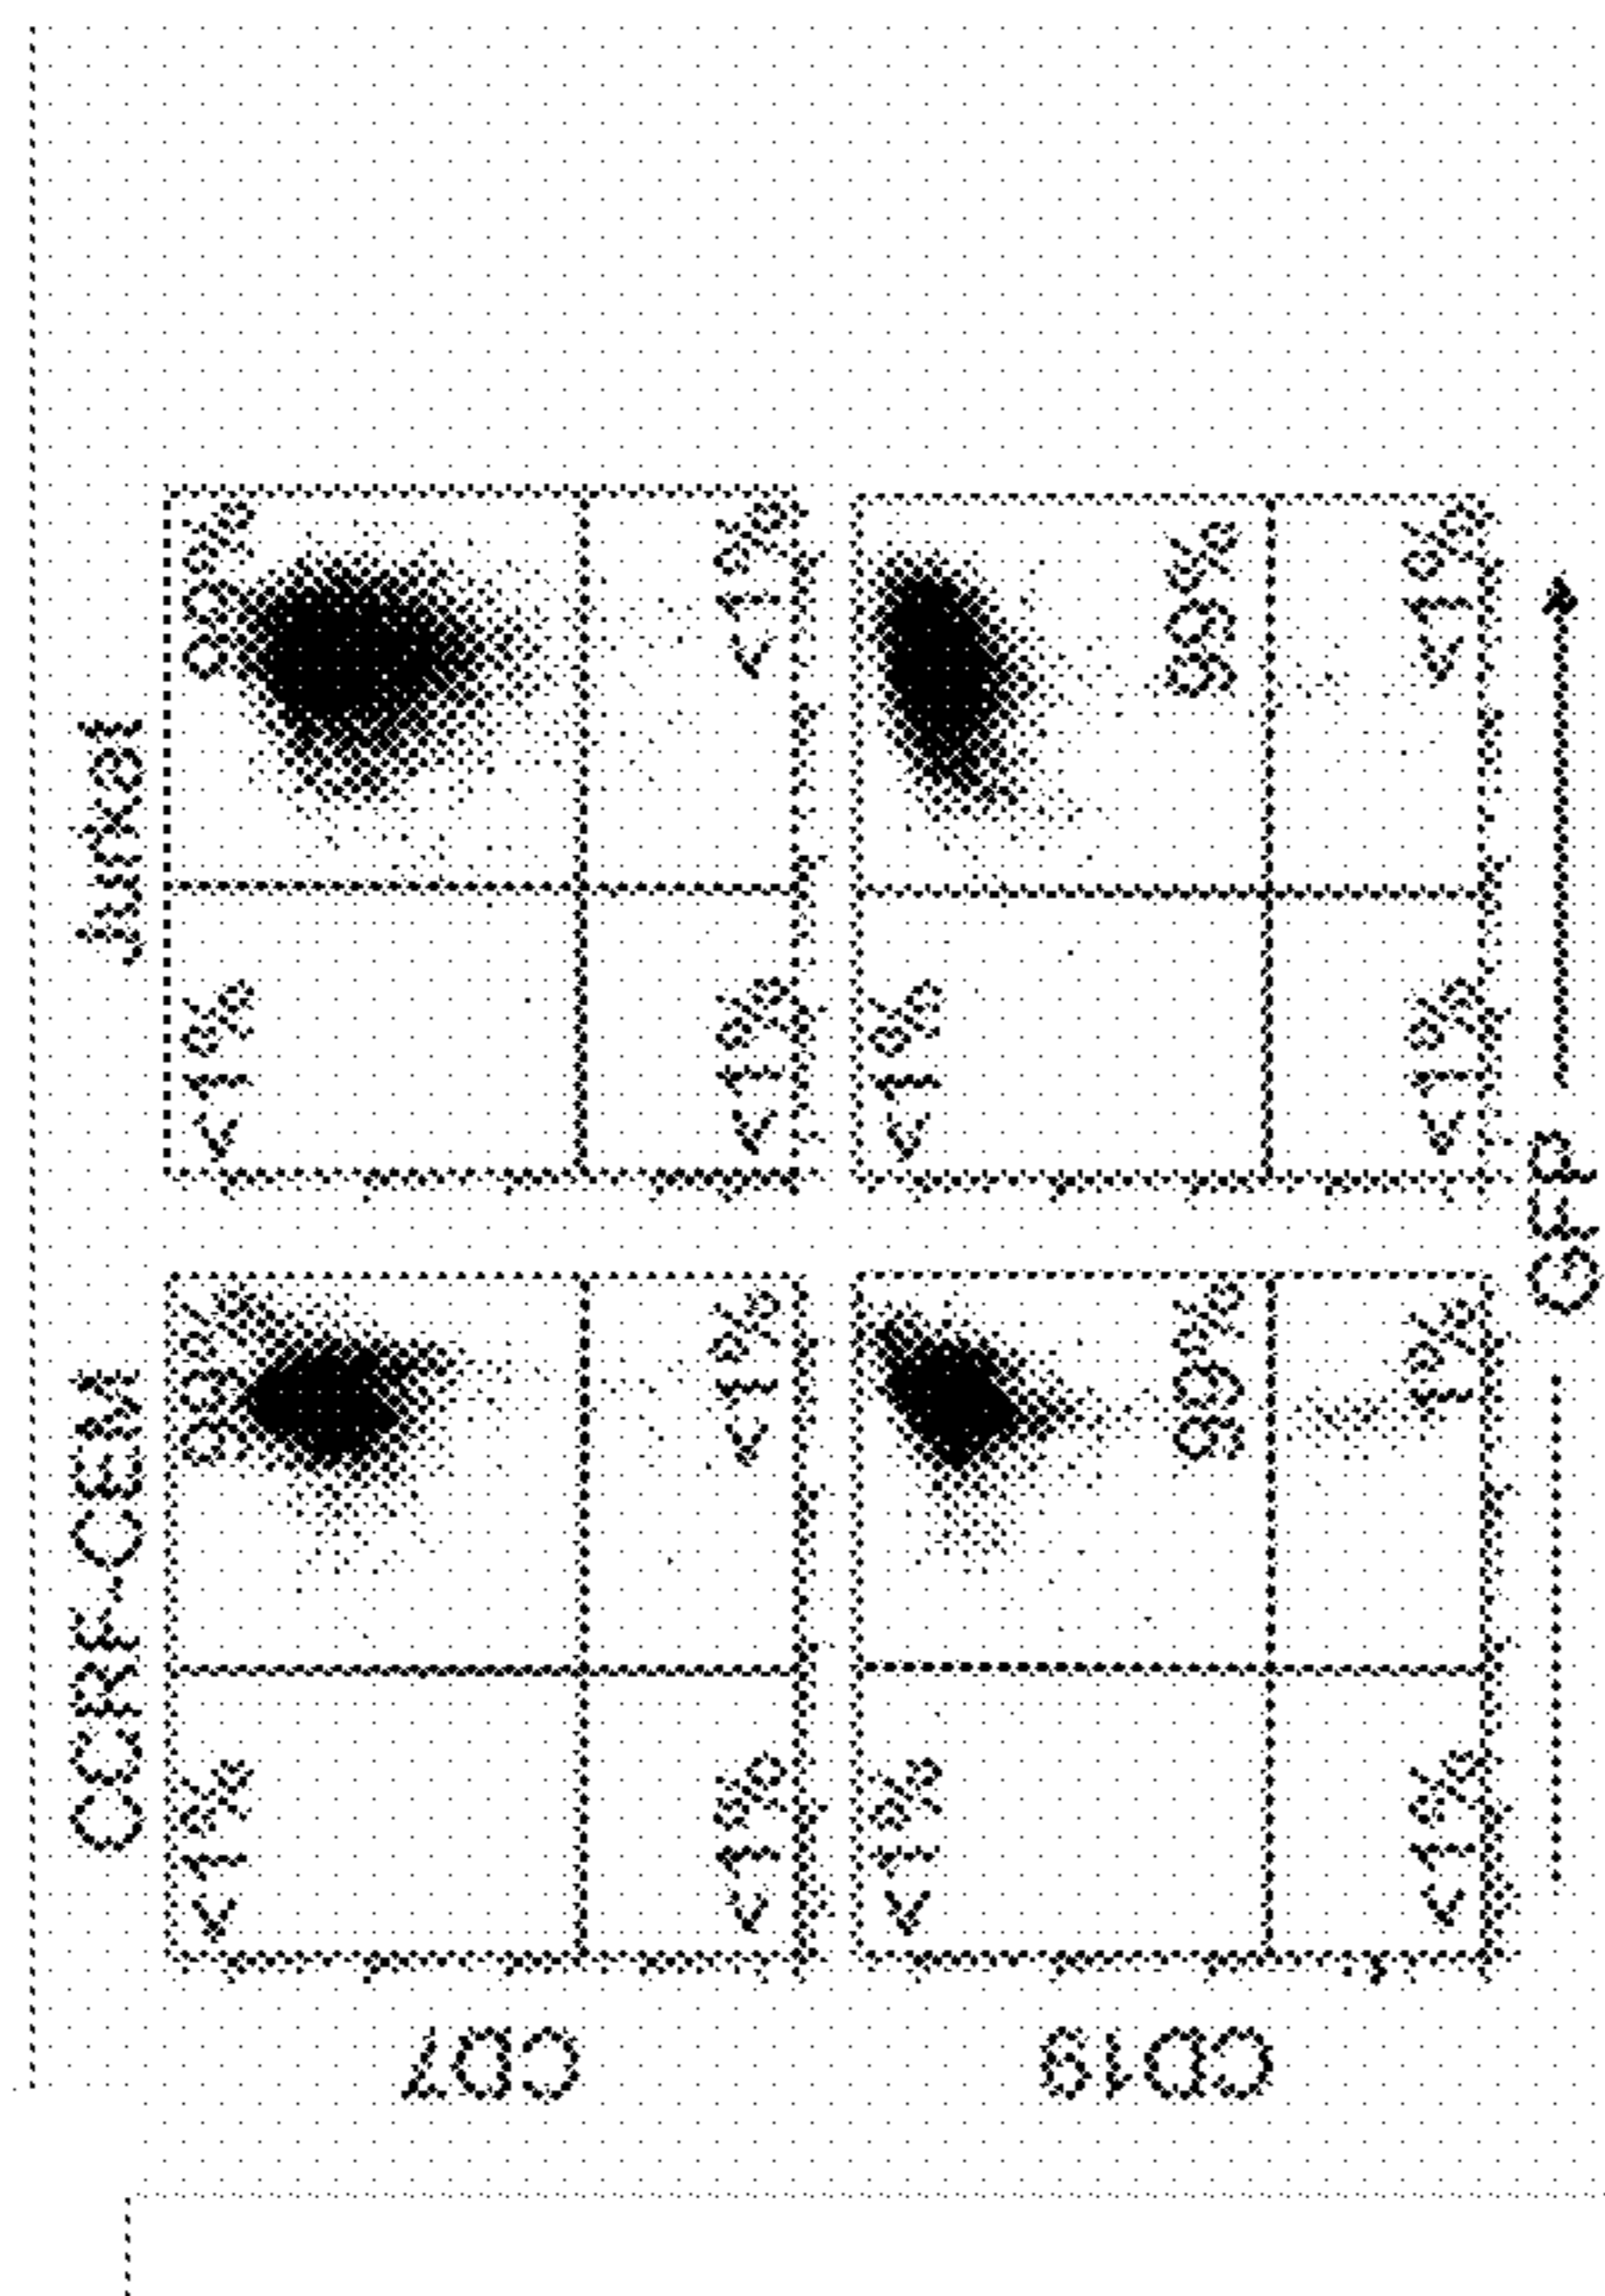 CCRF-CEM Jurkat
<1% 99% <1% 99%
CD7
<1% <1% <1% <1%
<1% <1%
99% 99%
CD19
<1% 1% <1% <1%
GFP